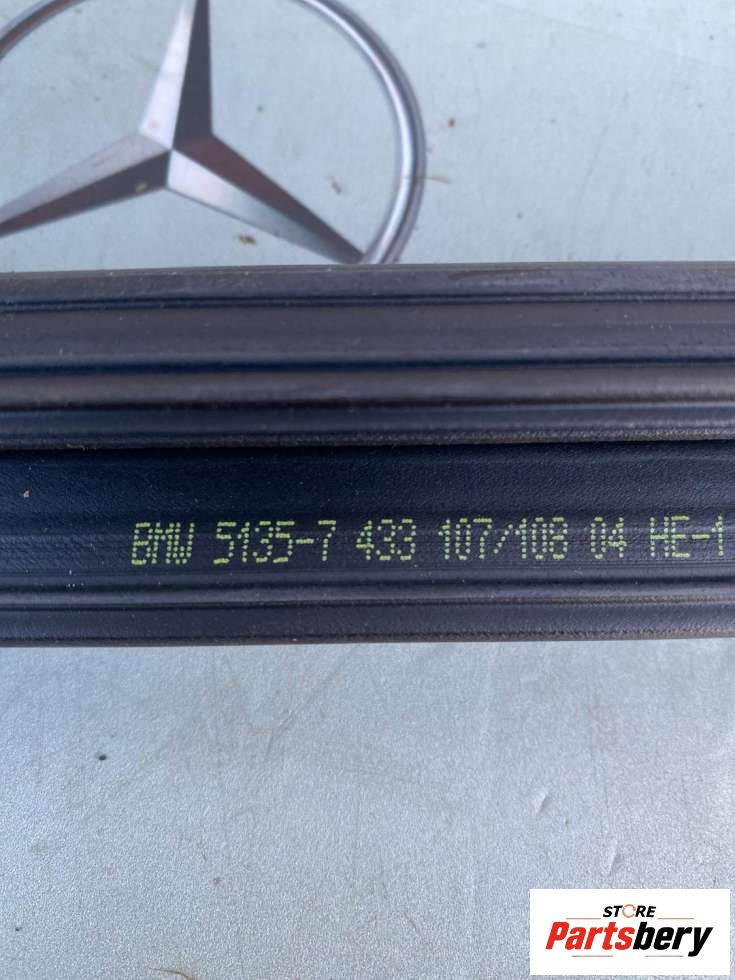 BMW 5135-7 433 107/108 04 HE-1
STORE
Partsbery